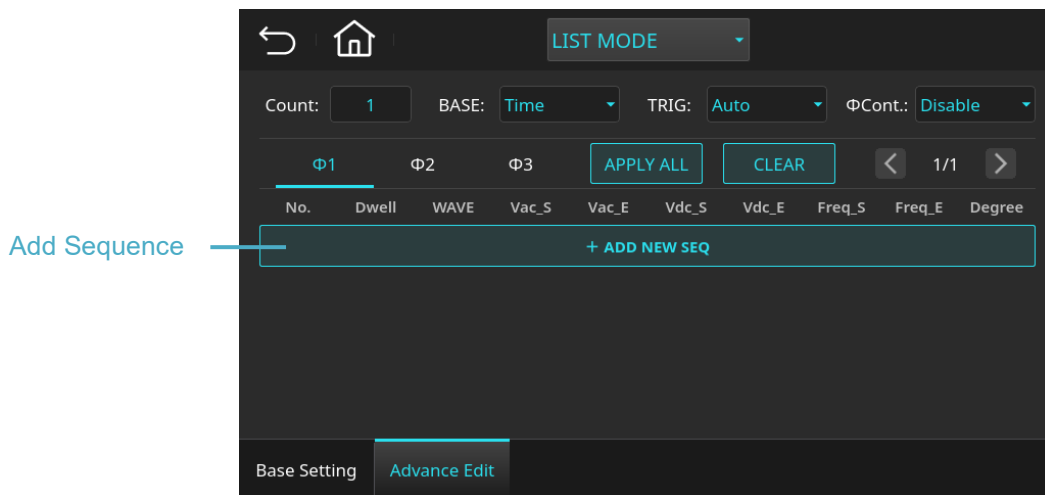 LIST MODE
Count: 1 BASE: Time TRIG: Auto ΦCont.: Disable
Φ1 Φ2 Φ3 APPLY ALL CLEAR 1/1
No. Dwell WAVE Vac_S Vac_E Vdc_S Vdc_E Freq_S Freq_E Degree
Add Sequence
+ ADD NEW SEQ
Base Setting Advance Edit